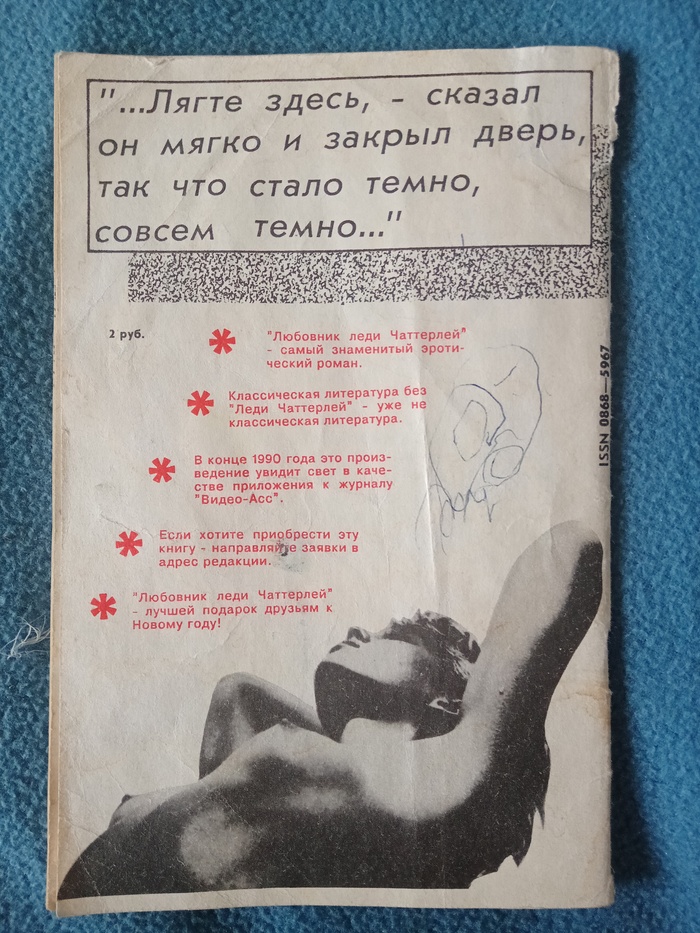 "...Лягте здесь, - сказал
он мягко и закрыл дверь,
так что стало темно,
совсем темно..."
2 руб.
"Любовник леди Чаттерлей"
- самый знаменитый эроти-
ческий роман.
Классическая литература без
"Леди Чаттерлей" - уже не
классическая литература.
В конце 1990 года это произ-
ведение увидит свет в каче-
стве приложения к журналу
"Видео-Асс".
Если хотите приобрести эту
книгу - направляйте заявки в
адрес редакции.
"Любовник леди Чаттерлей"
- лучшей подарок друзьям к
Новому году!
ISSN 0868—5967